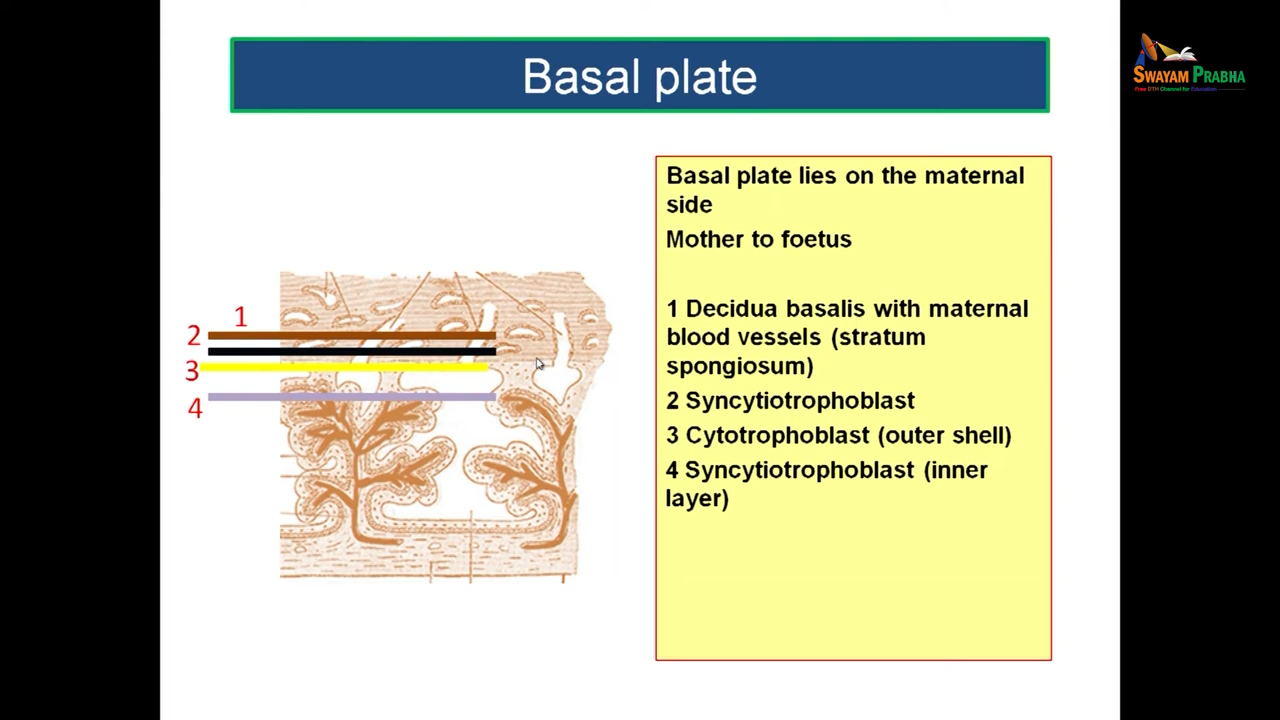 Basal plate
SWAYAM PRABHA
Free DTH Channel for Education
Basal plate lies on the maternal
side
Mother to foetus
1 Decidua basalis with maternal
blood vessels (stratum
spongiosum)
2 Syncytiotrophoblast
3 Cytotrophoblast (outer shell)
4 Syncytiotrophoblast (inner
layer)
1
2
3
4